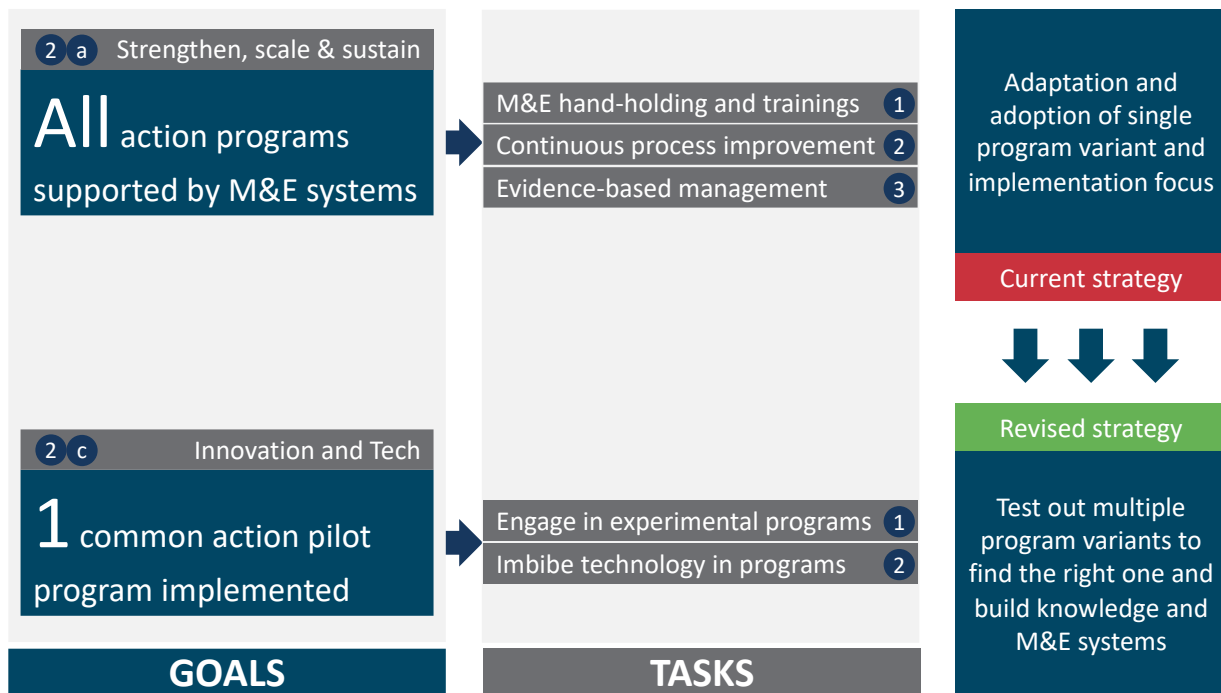 2 a Strengthen, scale & sustain
All action programs
supported by M&E systems
M&E hand-holding and trainings 1
Continuous process improvement 2
Evidence-based management 3
2 c Innovation and Tech
1 common action pilot
program implemented
Engage in experimental programs 1
Imbibe technology in programs 2
GOALS
TASKS
Adaptation and
adoption of single
program variant and
implementation focus
Current strategy
Revised strategy
Test out multiple
program variants to
find the right one and
build knowledge and
M&E systems